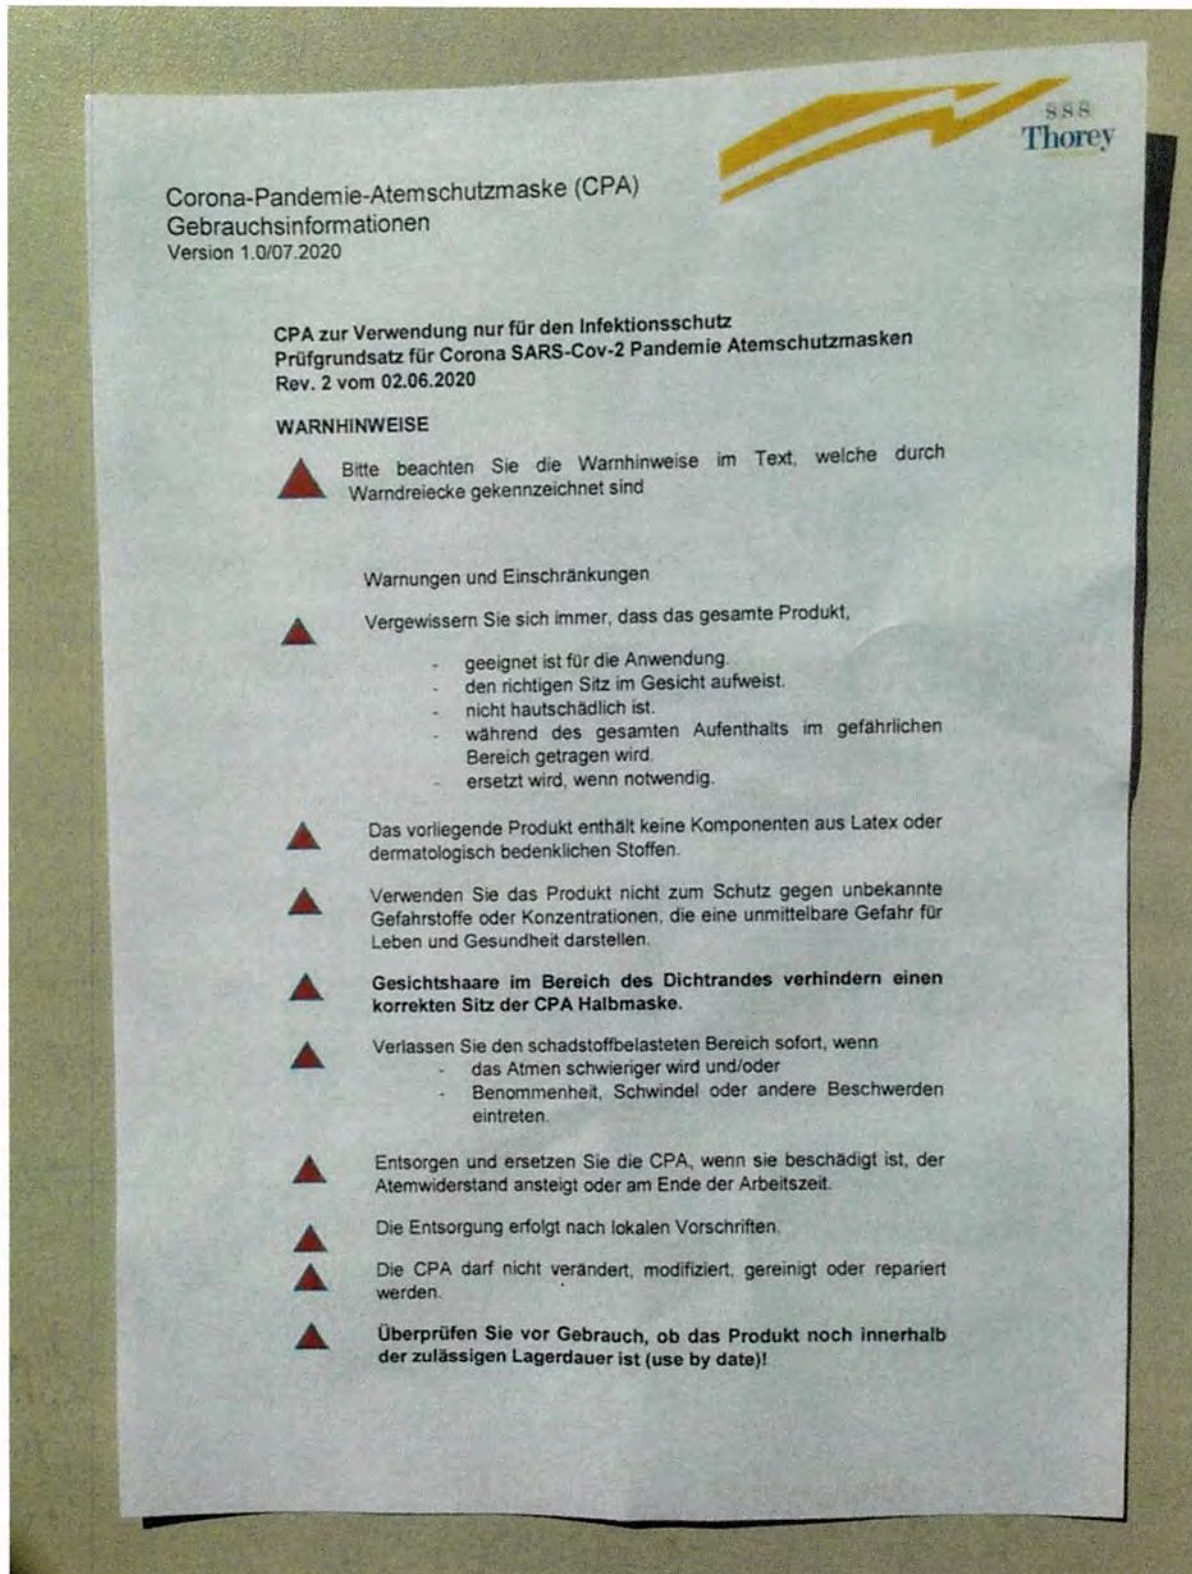 888
Thorey
Corona-Pandemie-Atemschutzmaske (CPA)
Gebrauchsinformationen
Version 1.0/07.2020
CPA zur Verwendung nur für den Infektionsschutz
Prüfgrundsatz für Corona SARS-Cov-2 Pandemie Atemschutzmasken
Rev. 2 vom 02.06.2020
WARNHINWEISE
Bitte beachten Sie die Warnhinweise im Text, welche durch
Warndreiecke gekennzeichnet sind
Warnungen und Einschränkungen
Vergewissern Sie sich immer, dass das gesamte Produkt,
- geeignet ist für die Anwendung.
- den richtigen Sitz im Gesicht aufweist.
- nicht hautschädlich ist.
- während des gesamten Aufenthalts im gefährlichen
Bereich getragen wird.
- ersetzt wird, wenn notwendig.
Das vorliegende Produkt enthält keine Komponenten aus Latex oder
dermatologisch bedenklichen Stoffen.
Verwenden Sie das Produkt nicht zum Schutz gegen unbekannte
Gefahrstoffe oder Konzentrationen, die eine unmittelbare Gefahr für
Leben und Gesundheit darstellen.
Gesichtshaare im Bereich des Dichtrandes verhindern einen
korrekten Sitz der CPA Halbmaske.
Verlassen Sie den schadstoffbelasteten Bereich sofort, wenn
- das Atmen schwieriger wird und/oder
- Benommenheit, Schwindel oder andere Beschwerden
eintreten.
Entsorgen und ersetzen Sie die CPA, wenn sie beschädigt ist, der
Atemwiderstand ansteigt oder am Ende der Arbeitszeit.
Die Entsorgung erfolgt nach lokalen Vorschriften.
Die CPA darf nicht verändert, modifiziert, gereinigt oder repariert
werden.
Überprüfen Sie vor Gebrauch, ob das Produkt noch innerhalb
der zulässigen Lagerdauer ist (use by date)!